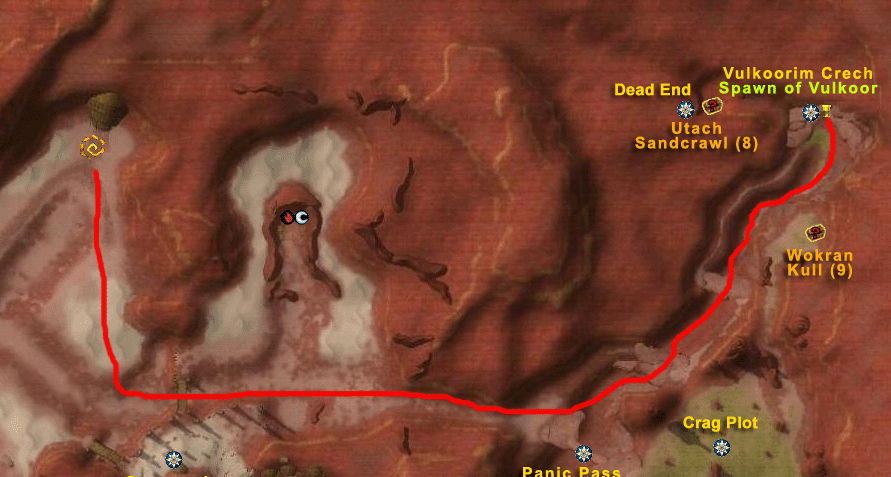 Vulkoorim Crech
Spawn of Vulkoor
Dead End
Utach
Sandcrawl (8)
Wokran
Kull (9)
Crag Plot
Panic Pass